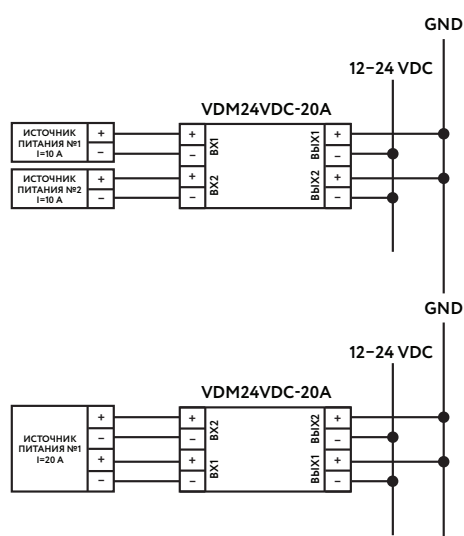 GND
12–24 VDC
VDM24VDC-20A
ИСТОЧНИК
ПИТАНИЯ №1
I=10 А
+
–
ИСТОЧНИК
ПИТАНИЯ №2
I=10 А
+
–
+
–
ВХ1
+
–
ВХ2
ВЫХ1
+
–
ВЫХ2
+
–
GND
12–24 VDC
VDM24VDC-20A
ИСТОЧНИК
ПИТАНИЯ №1
I=20 А
+
–
+
–
+
–
ВХ2
+
–
ВХ1
ВЫХ2
+
–
ВЫХ1
+
–